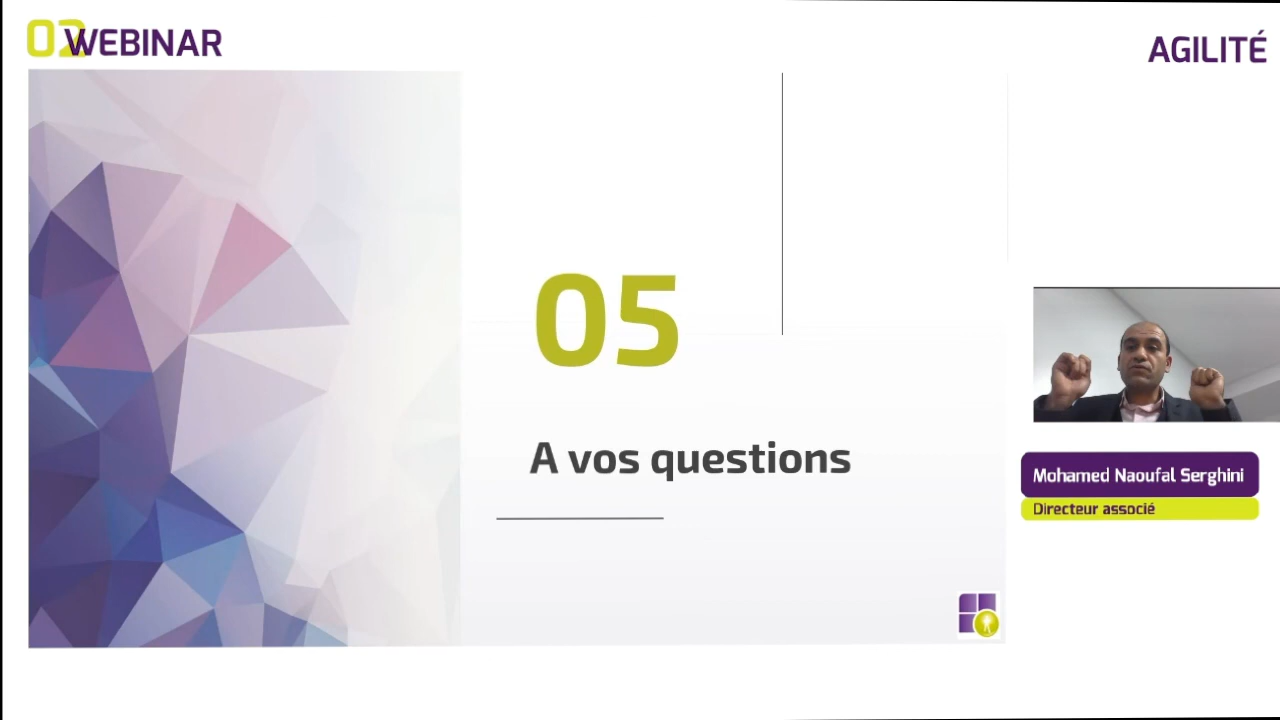 02 WEBINAR
AGILITÉ
05
A vos questions
Mohamed Naoufal Serghini
Directeur associé